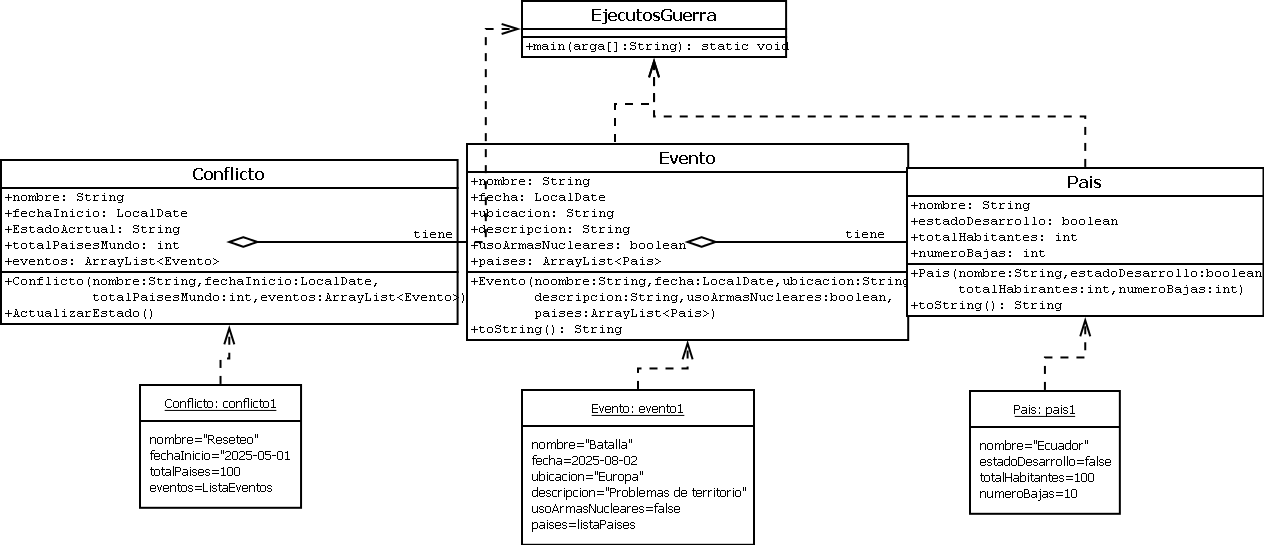 EjecutosGuerra
+main(arga[]:String): static void
Conflicto
+nombre: String
+fechaInicio: LocalDate
+EstadoAcrtual: String
+totalPaisesMundo: int
+eventos: ArrayList<Evento>
+Conflicto(nombre:String,fechaInicio:LocalDate,
totalPaisesMundo:int,eventos:ArrayList<Evento>)
+ActualizarEstado()
tiene
Evento
+nombre: String
+fecha: LocalDate
+ubicacion: String
+descripcion: String
+usoArmasNucleares: boolean
+paises: ArrayList<Pais>
+Evento(noombre:String,fecha:LocalDate,ubicacion:String
descripcion:String,usoArmasNucleares:boolean,
paises:ArrayList<Pais>)
+toString(): String
tiene
Pais
+nombre: String
+estadoDesarrollo: boolean
+totalHabitantes: int
+numeroBajas: int
+Pais(nombre:String,estadoDesarrollo:boolean
totalHabirantes:int,numeroBajas:int)
+toString(): String
Conflicto: conflicto1
nombre="Reseteo"
fechaInicio="2025-05-01
totalPaises=100
eventos=ListaEventos
Evento: evento1
nombre="Batalla"
fecha=2025-08-02
ubicacion="Europa"
descripcion="Problemas de territorio"
usoArmasNucleares=false
paises=listaPaises
Pais: pais1
nombre="Ecuador"
estadoDesarrollo=false
totalHabitantes=100
numeroBajas=10